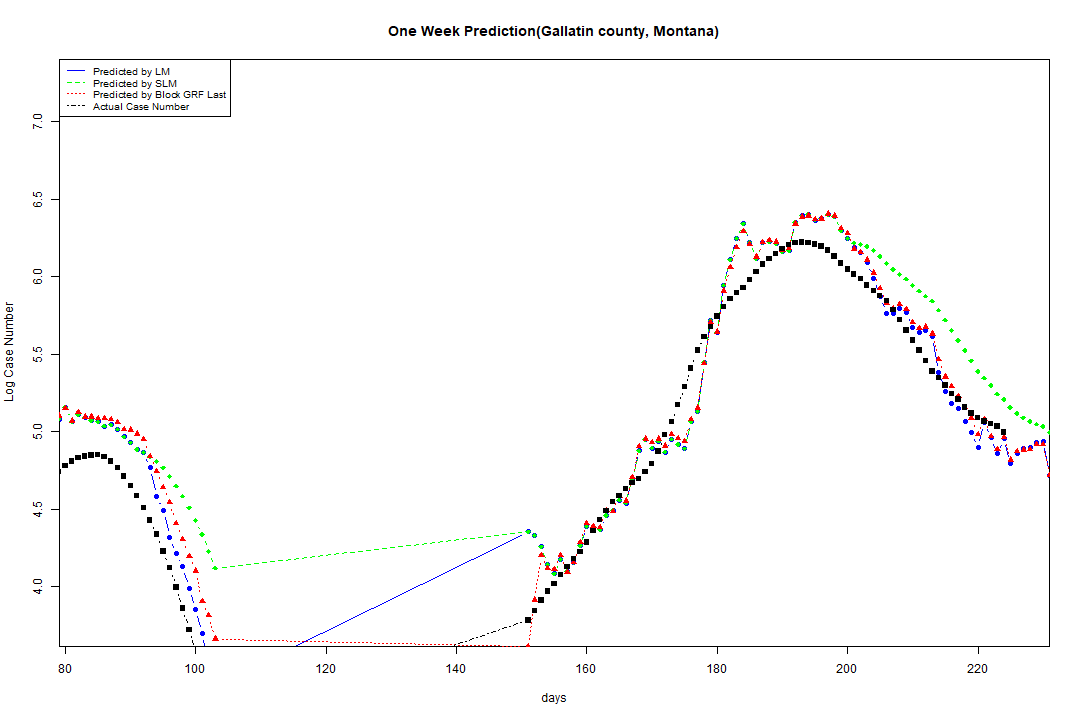 One Week Prediction(Gallatin county, Montana)
Predicted by LM
Predicted by SLM
Predicted by Block GRF Last
Actual Case Number
Log Case Number
7.0
6.5
6.0
5.5
5.0
4.5
4.0
80 100 120 140 160 180 200 220
days